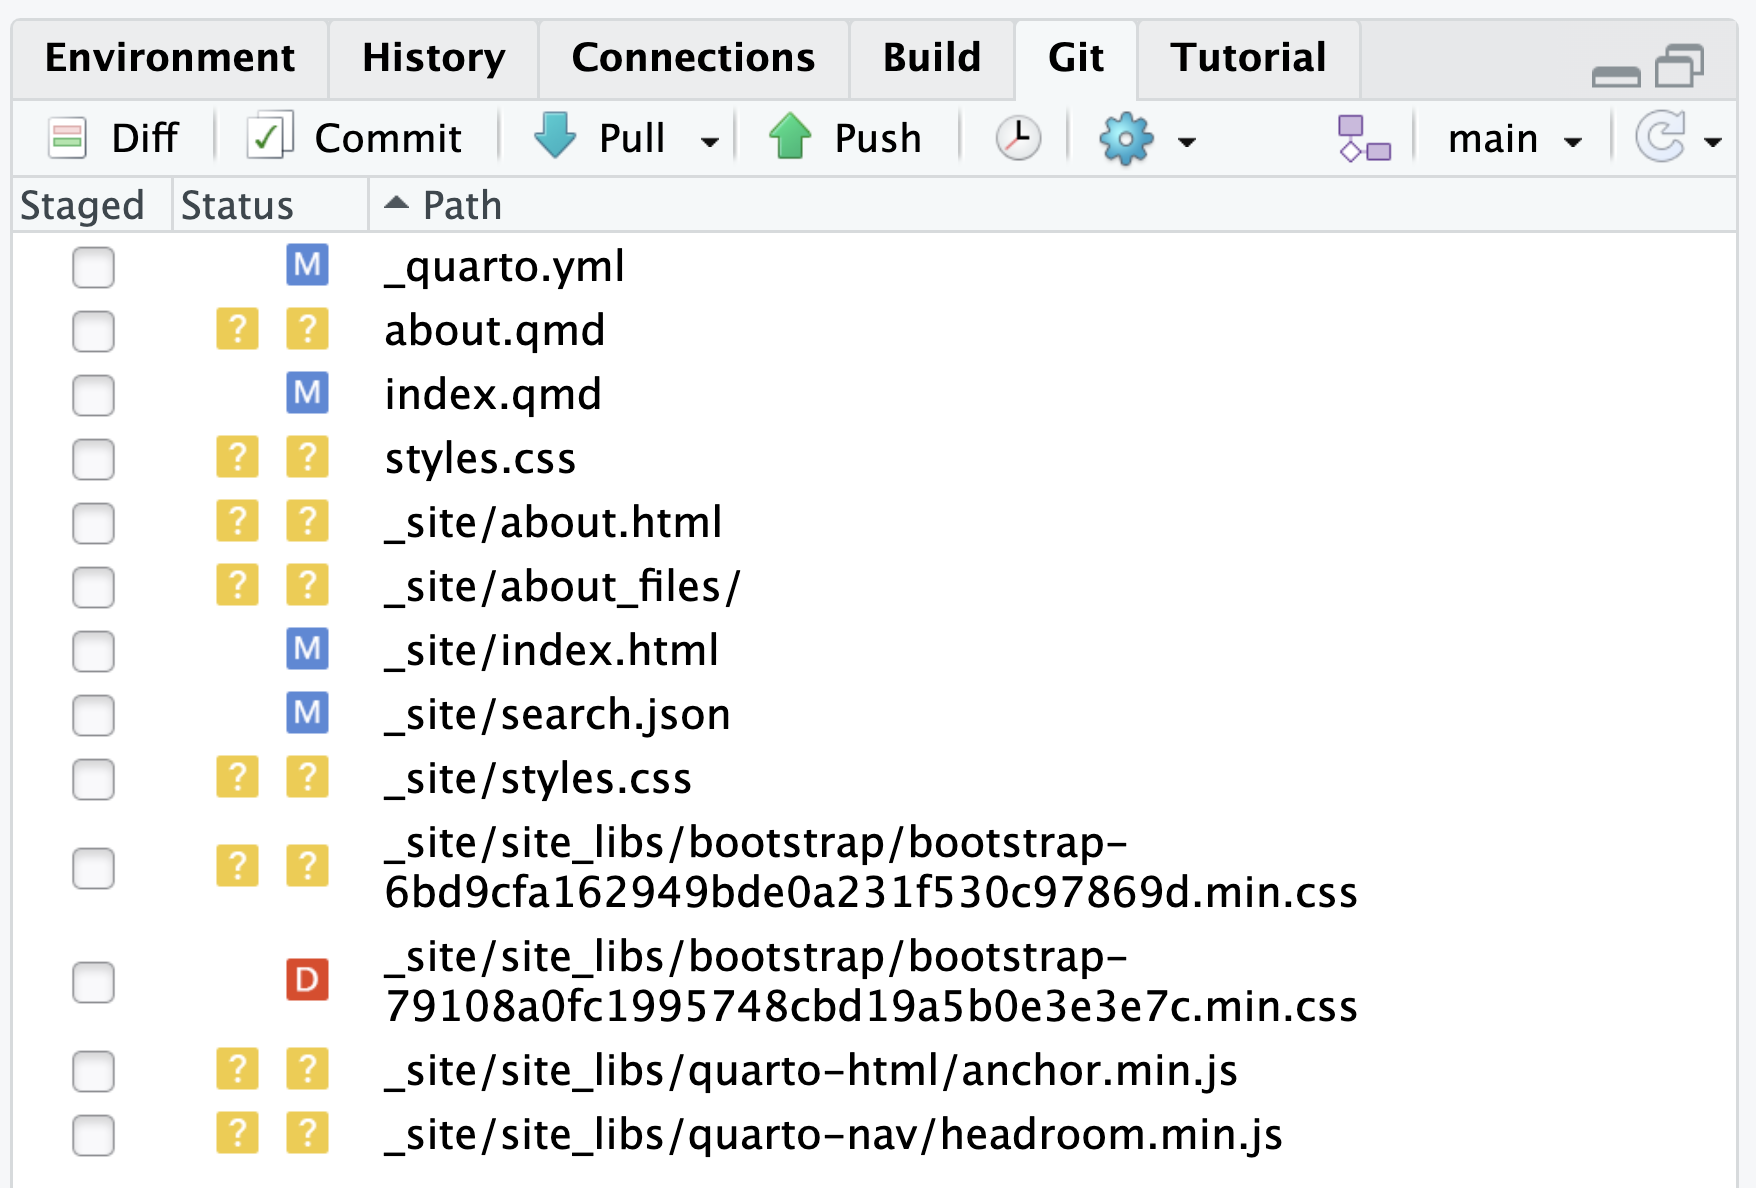 Environment History Connections Build Git Tutorial
Diff Commit Pull Push main
Staged Status Path
M _quarto.yml
? ? about.qmd
M index.qmd
? ? styles.css
? ? _site/about.html
? ? _site/about_files/
M _site/index.html
M _site/search.json
? ? _site/styles.css
? ? _site/site_libs/bootstrap/bootstrap-
6bd9cfa162949bde0a231f530c97869d.min.css
D _site/site_libs/bootstrap/bootstrap-
79108a0fc1995748cbd19a5b0e3e3e7c.min.css
? ? _site/site_libs/quarto-html/anchor.min.js
? ? _site/site_libs/quarto-nav/headroom.min.js